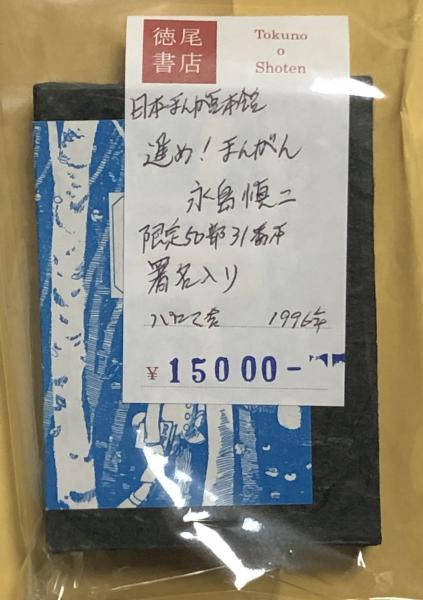 徳尾
書店
Tokuno
o
Shoten
日本まんが豆本館
進め!まんがん
永島慎二
限定50部31番本
署名入り
1996年
¥ 15000-